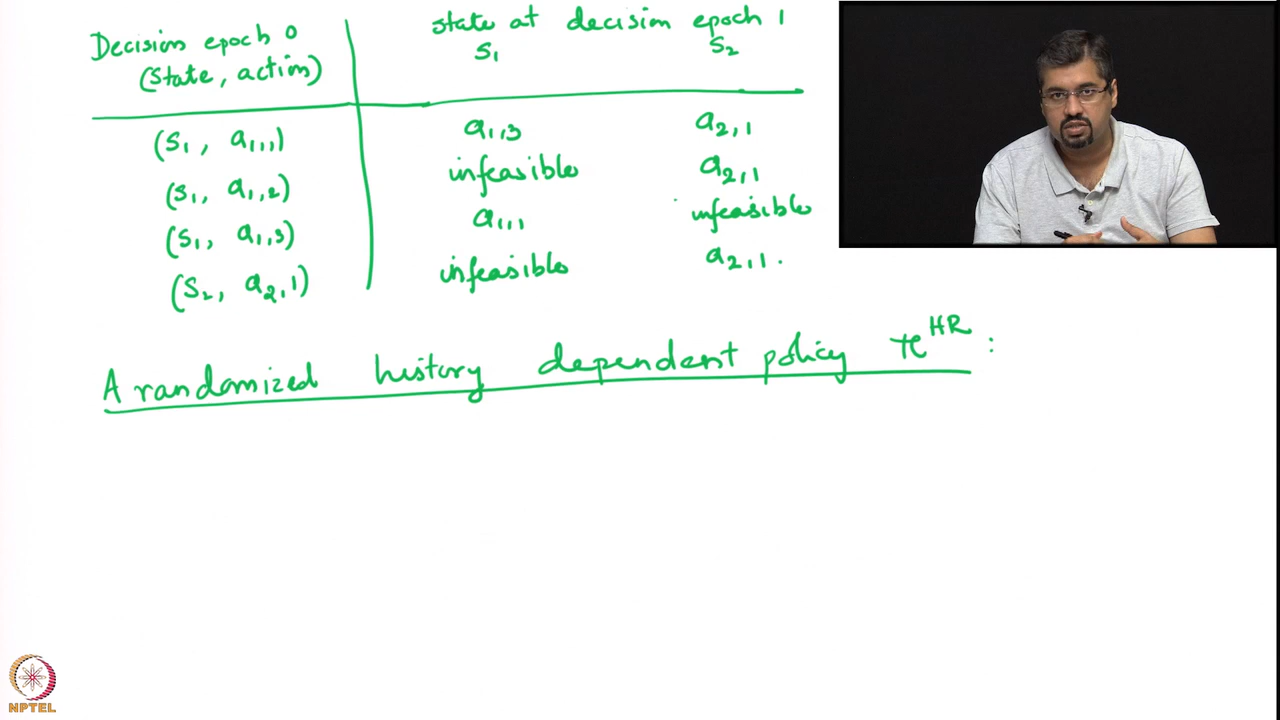 Decision epoch 0
(state, action)
state at decision epoch 1
s₁ s₂
(s₁, a₁,₁) a₁,₃ a₂,₁
(s₁, a₁,₂) infeasible a₂,₁
(s₁, a₁,₃) a₁,₁ infeasible
(s₂, a₂,1) infeasible a₂,₁.
A randomized history dependent policy π^HR :
NPTEL